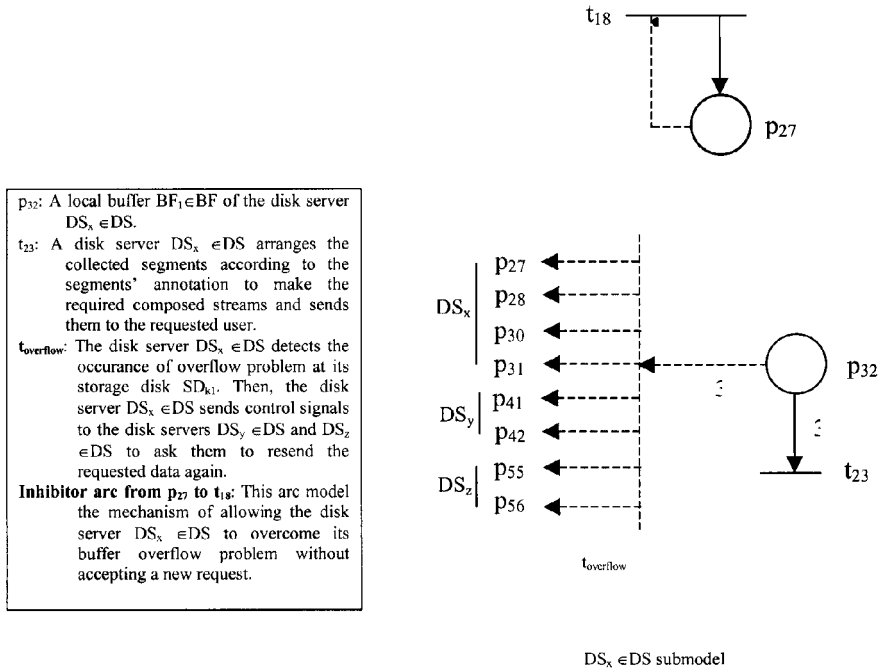 t18
p27
p32: A local buffer BF1∈BF of the disk server
DSx ∈DS.
t23: A disk server DSx ∈DS arranges the
collected segments according to the
segments’ annotation to make the
required composed streams and sends
them to the requested user.
toverflow: The disk server DSx ∈DS detects the
occurance of overflow problem at its
storage disk SDk1. Then, the disk
server DSx ∈DS sends control signals
to the disk servers DSy ∈DS and DSz
∈DS to ask them to resend the
requested data again.
Inhibitor arc from p27 to t18: This arc model
the mechanism of allowing the disk
server DSx ∈DS to overcome its
buffer overflow problem without
accepting a new request.
DSx
p27
p28
p30
p31
DSy
p41
p42
DSz
p55
p56
p32
3
3
t23
toverflow
DSx ∈DS submodel